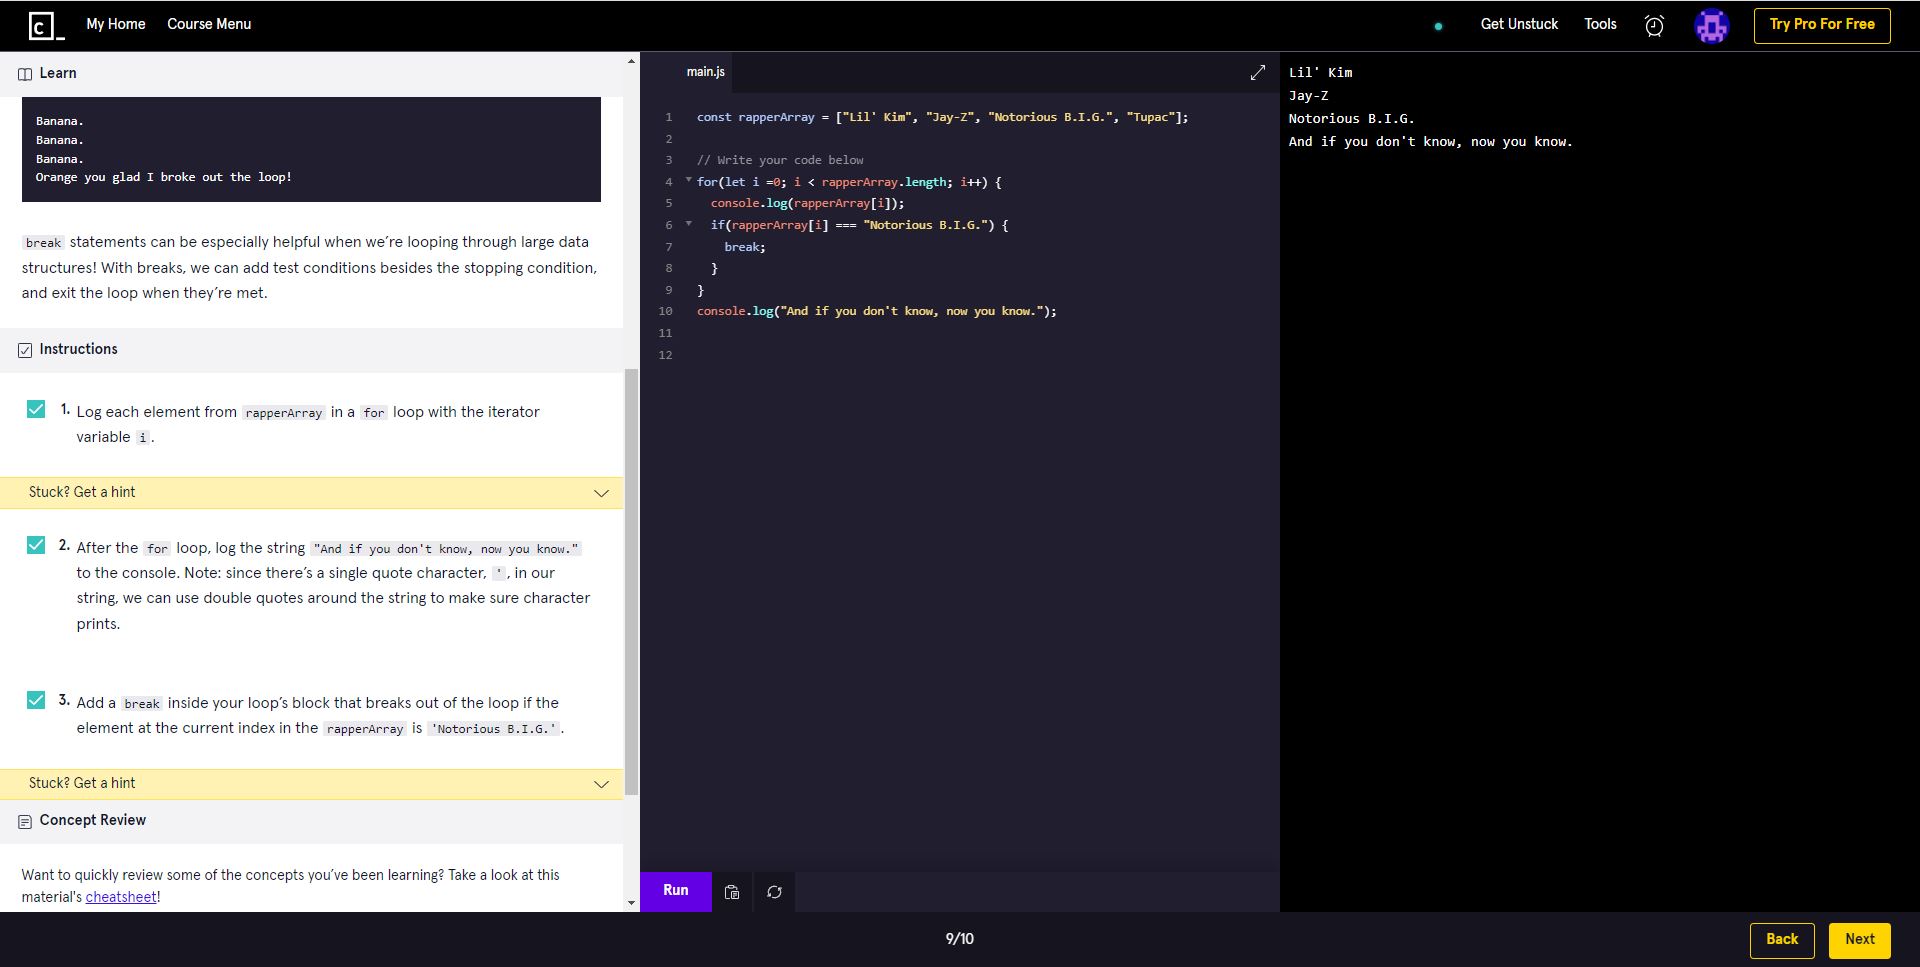 c_ My Home Course Menu Get Unstuck Tools Try Pro For Free
Learn
Banana.
Banana.
Banana.
Orange you glad I broke out the loop!
break statements can be especially helpful when we’re looping through large data
structures! With breaks, we can add test conditions besides the stopping condition,
and exit the loop when they’re met.
Instructions
1. Log each element from rapperArray in a for loop with the iterator
variable i.
Stuck? Get a hint
2. After the for loop, log the string "And if you don't know, now you know."
to the console. Note: since there’s a single quote character, ', in our
string, we can use double quotes around the string to make sure character
prints.
3. Add a break inside your loop’s block that breaks out of the loop if the
element at the current index in the rapperArray is 'Notorious B.I.G.'.
Stuck? Get a hint
Concept Review
Want to quickly review some of the concepts you’ve been learning? Take a look at this
material's cheatsheet!
main.js
1 const rapperArray = ["Lil' Kim", "Jay-Z", "Notorious B.I.G.", "Tupac"];
2
3 // Write your code below
4 for(let i =0; i < rapperArray.length; i++) {
5 console.log(rapperArray[i]);
6 if(rapperArray[i] === "Notorious B.I.G.") {
7 break;
8 }
9 }
10 console.log("And if you don't know, now you know.");
11
12
Run
Lil' Kim
Jay-Z
Notorious B.I.G.
And if you don't know, now you know.
9/10
Back Next